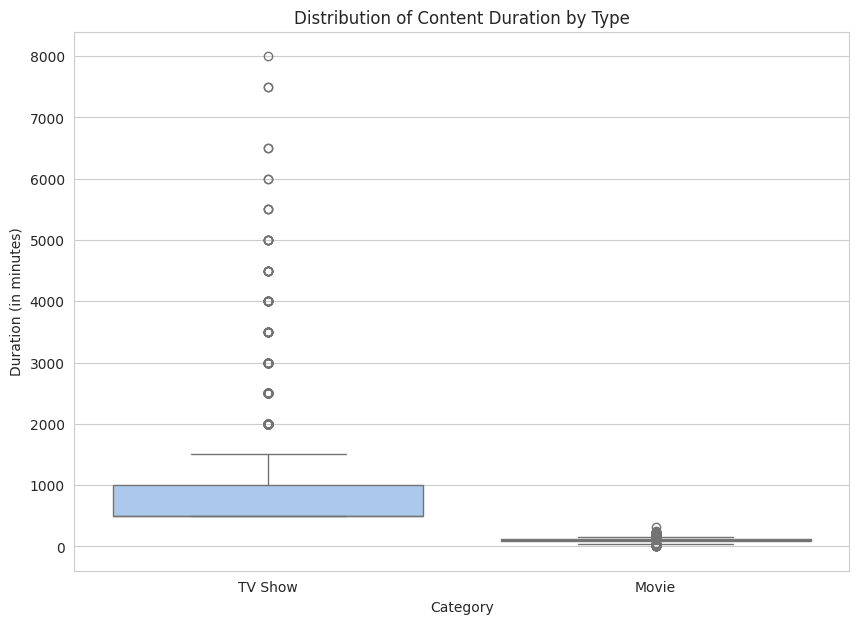 Distribution of Content Duration by Type
8000
7000
6000
5000
4000
3000
2000
1000
0
Duration (in minutes)
TV Show
Movie
Category